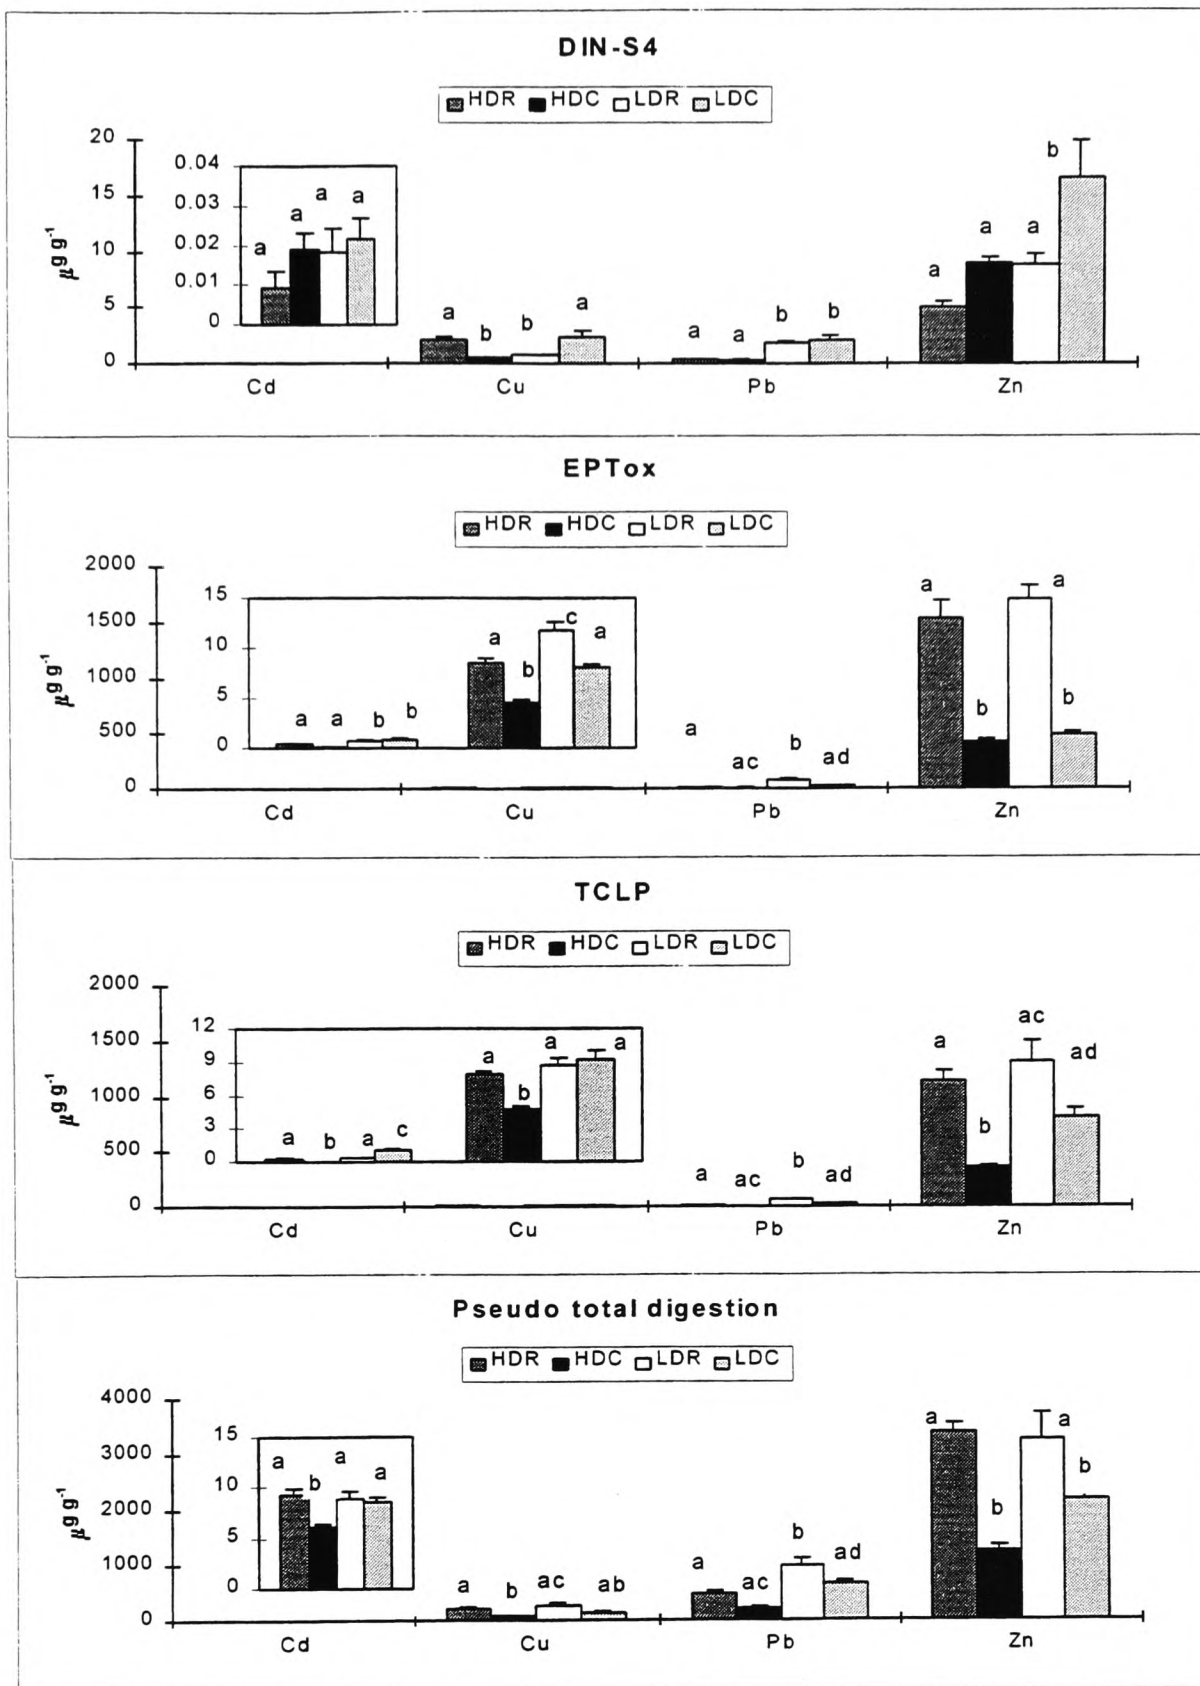 DIN-S4
HDR HDC LDR LDC
20
15
10
5
0
µg g-1
0.04
0.03
0.02
0.01
0
a a a a
a b b a
a a b b
a a a b
Cd Cu Pb Zn
EPTox
HDR HDC LDR LDC
2000
1500
1000
500
0
µg g-1
15
10
5
0
a a b b
a b c a
a ac b ad
a b a b
Cd Cu Pb Zn
TCLP
HDR HDC LDR LDC
2000
1500
1000
500
0
µg g-1
12
9
6
3
0
a b a c
a b a a
a ac b ad
a b ac ad
Cd Cu Pb Zn
Pseudo total digestion
HDR HDC LDR LDC
4000
3000
2000
1000
0
µg g-1
15
10
5
0
a b a a
a b ac ab
a ac b ad
a b a b
Cd Cu Pb Zn